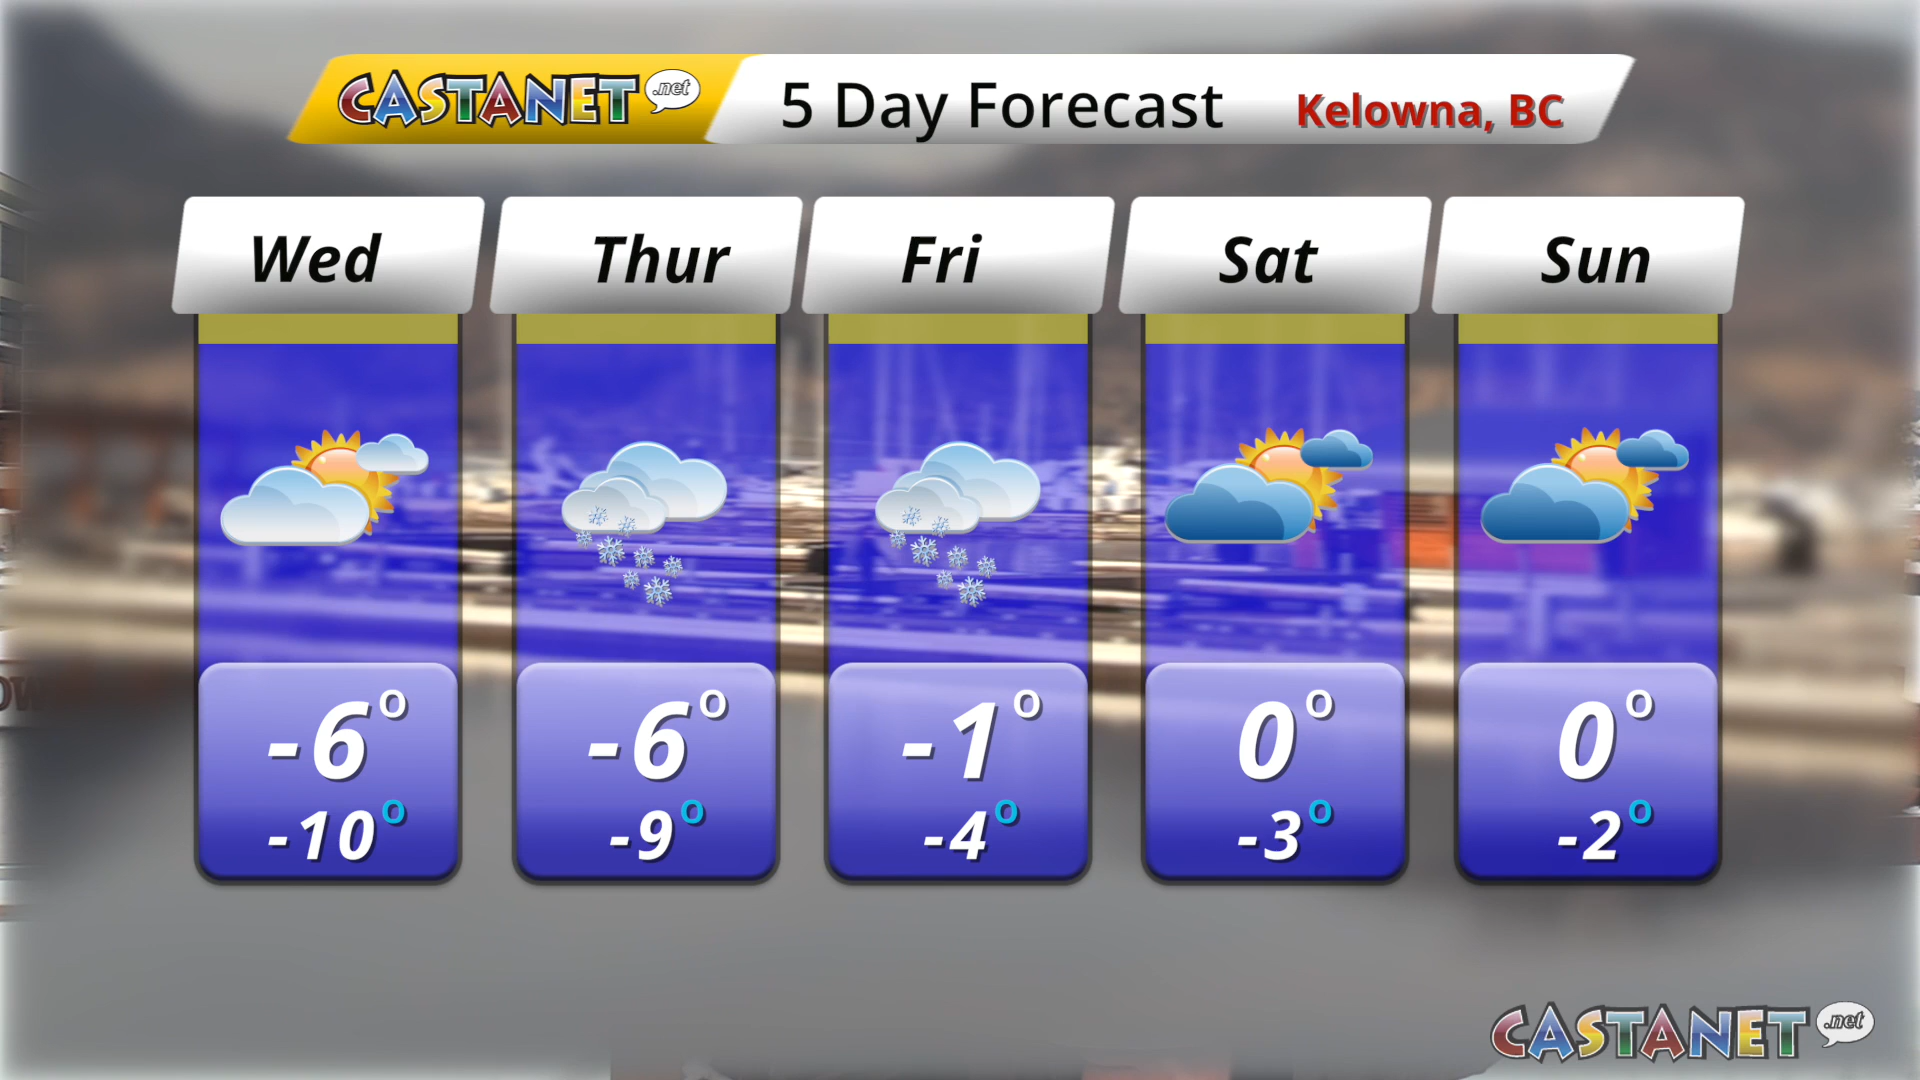 CASTANET .net
5 Day Forecast Kelowna, BC
Wed Thur Fri Sat Sun
-6° -6° -1° 0° 0°
-10° -9° -4° -3° -2°
CASTANET .net